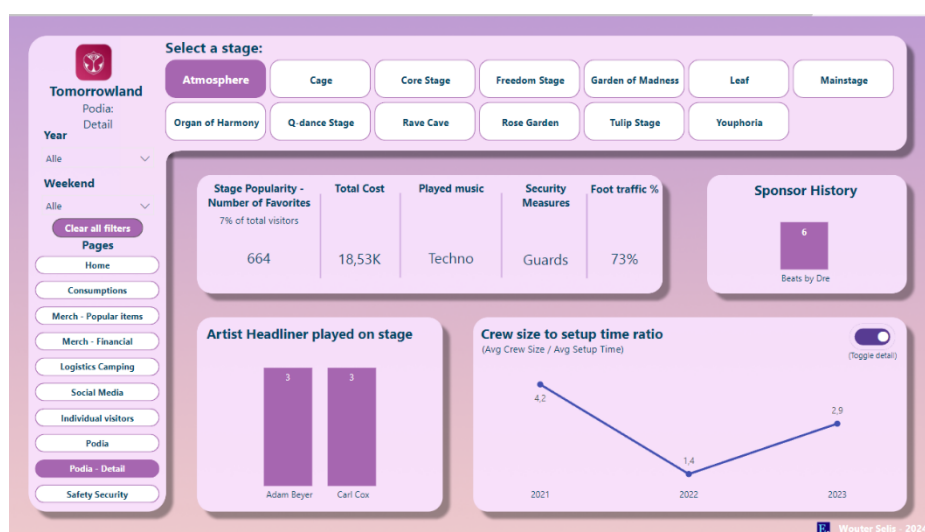 Select a stage:
Atmosphere
Cage
Core Stage
Freedom Stage
Garden of Madness
Leaf
Mainstage
Organ of Harmony
Q-dance Stage
Rave Cave
Rose Garden
Tulip Stage
Youphoria
Tomorrowland
Podia:
Detail
Year
Alle
Weekend
Alle
Clear all filters
Pages
Home
Consumptions
Merch - Popular items
Merch - Financial
Logistics Camping
Social Media
Individual visitors
Podia
Podia - Detail
Safety Security
Stage Popularity -
Number of Favorites
7% of total visitors
664
Total Cost
18,53K
Played music
Techno
Security
Measures
Guards
Foot traffic %
73%
Sponsor History
6
Beats by Dre
Artist Headliner played on stage
3
3
Adam Beyer
Carl Cox
Crew size to setup time ratio
(Avg Crew Size / Avg Setup Time)
(Toggle detail)
4,2
1,4
2,9
2021
2022
2023
E Wouter Selis - 2024